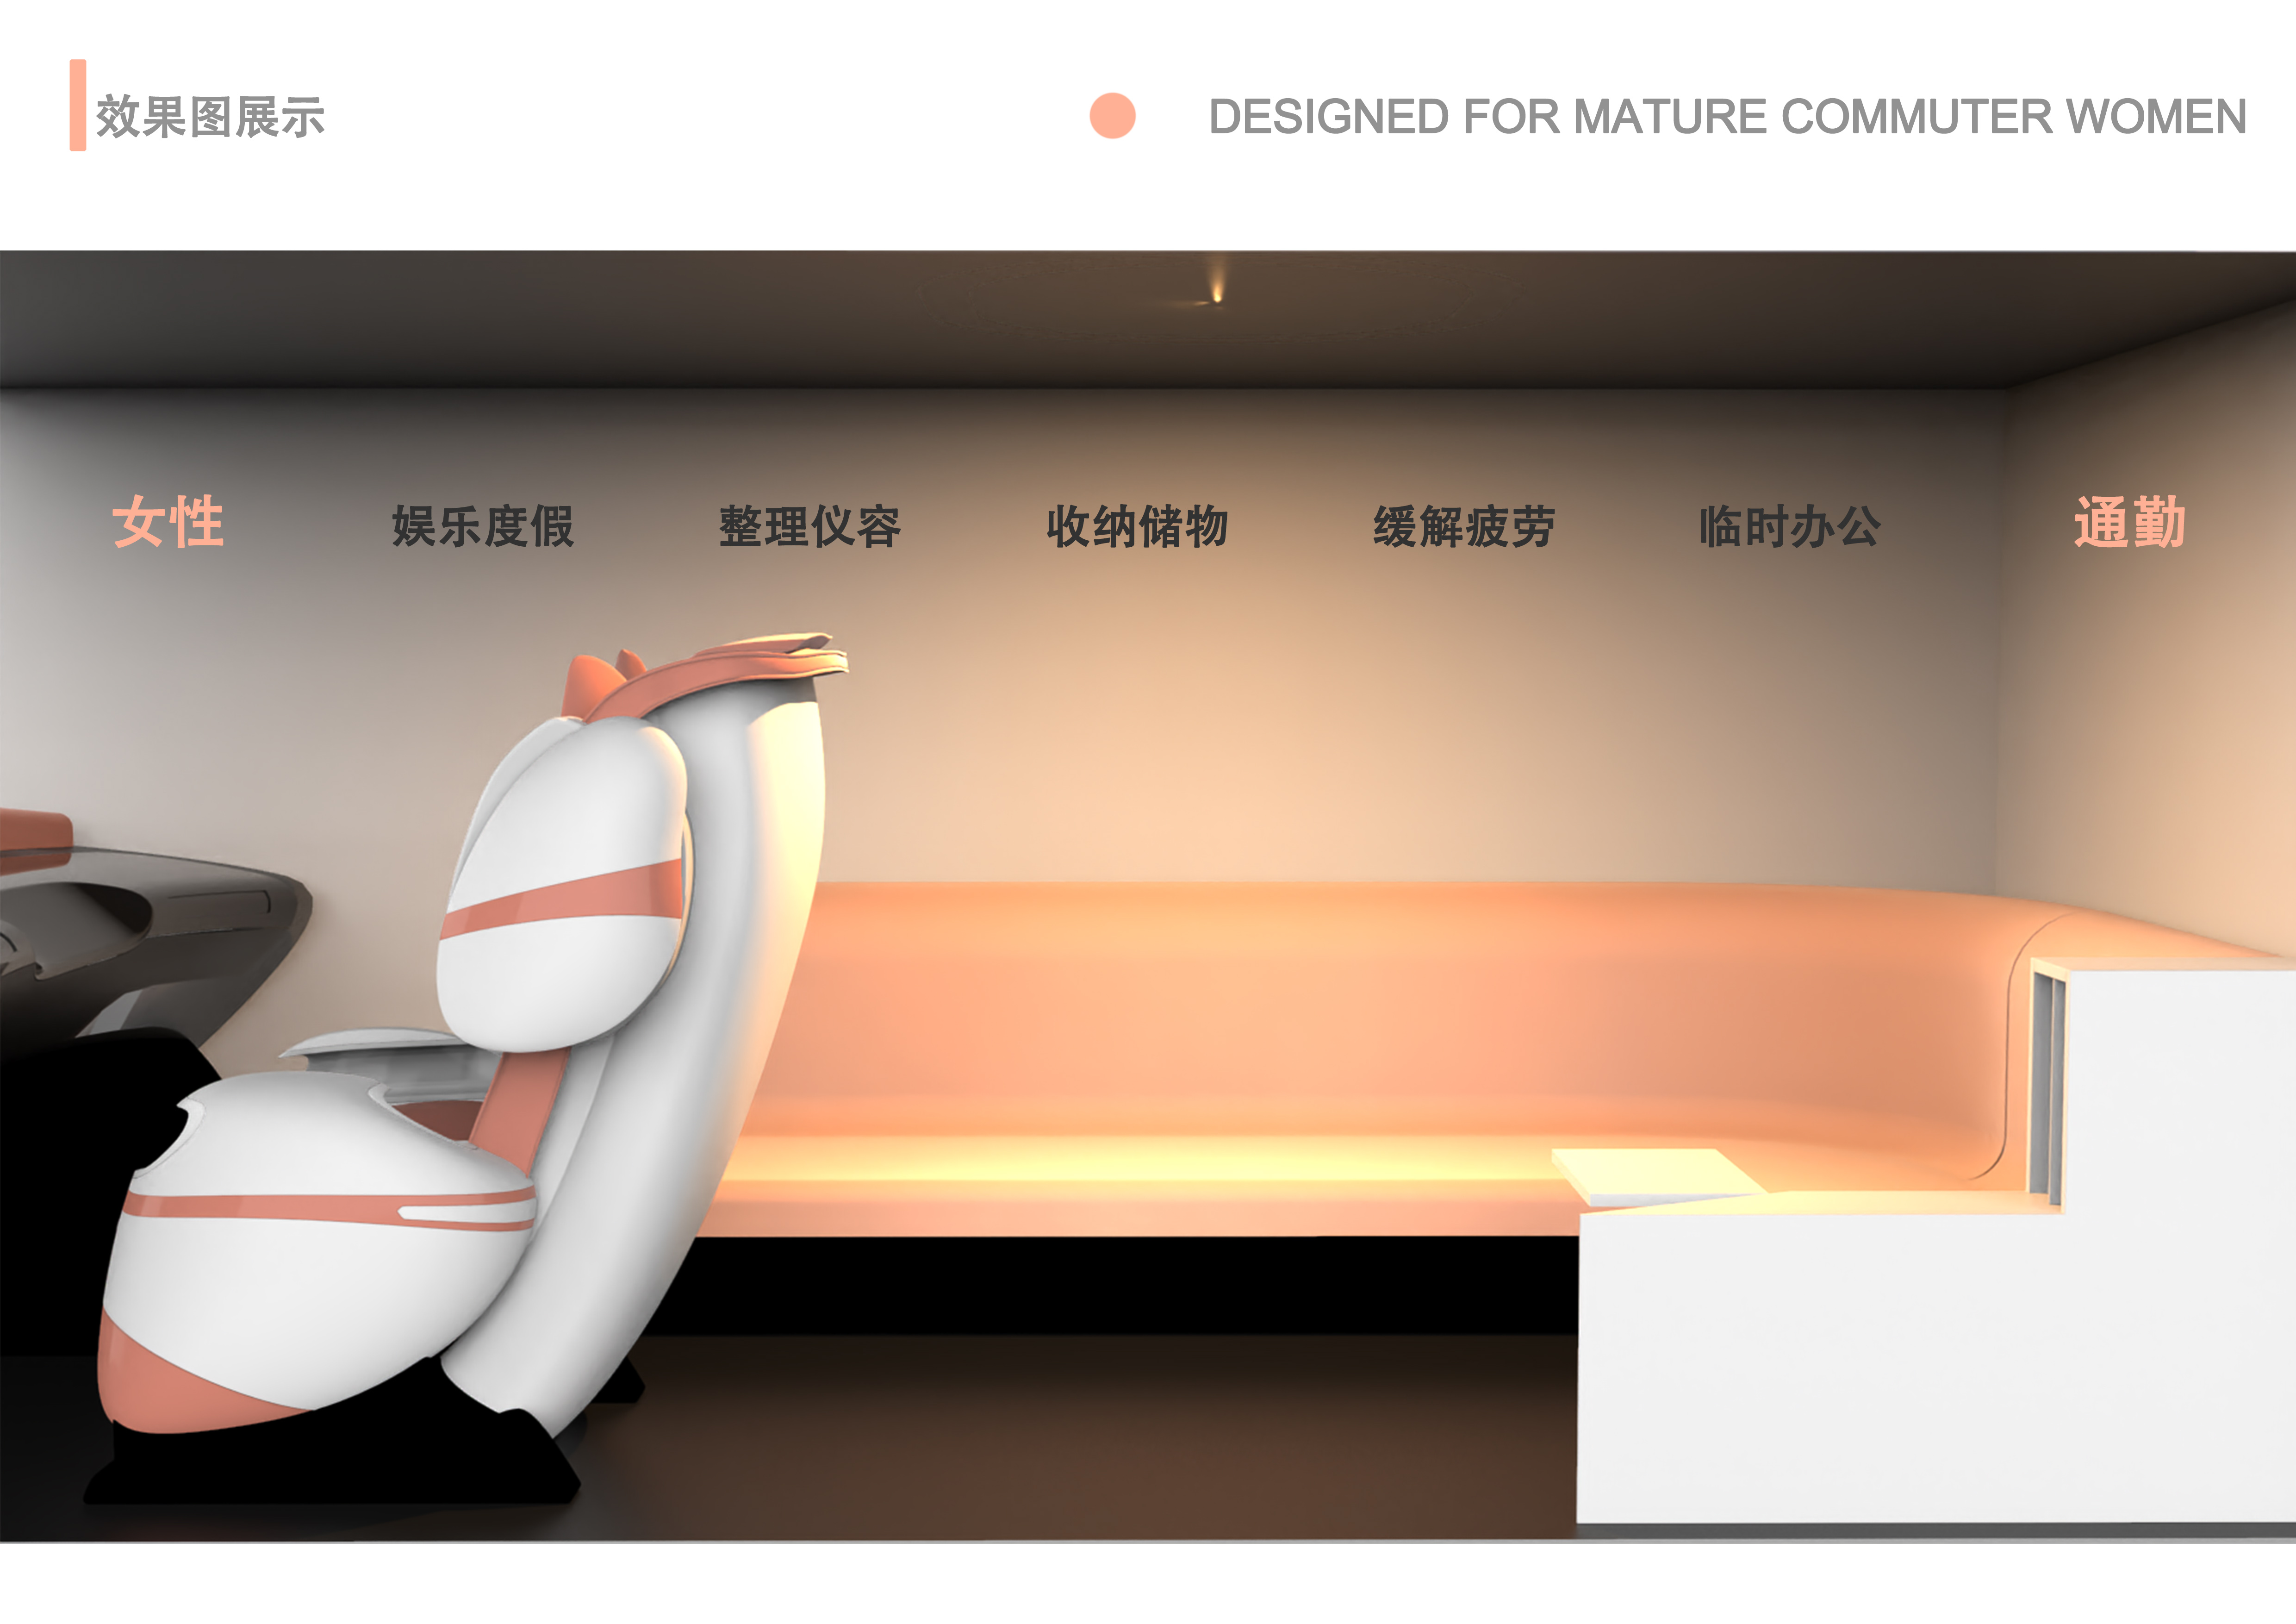 效果图展示
DESIGNED FOR MATURE COMMUTER WOMEN
女性 娱乐度假 整理仪容 收纳储物 缓解疲劳 临时办公 通勤